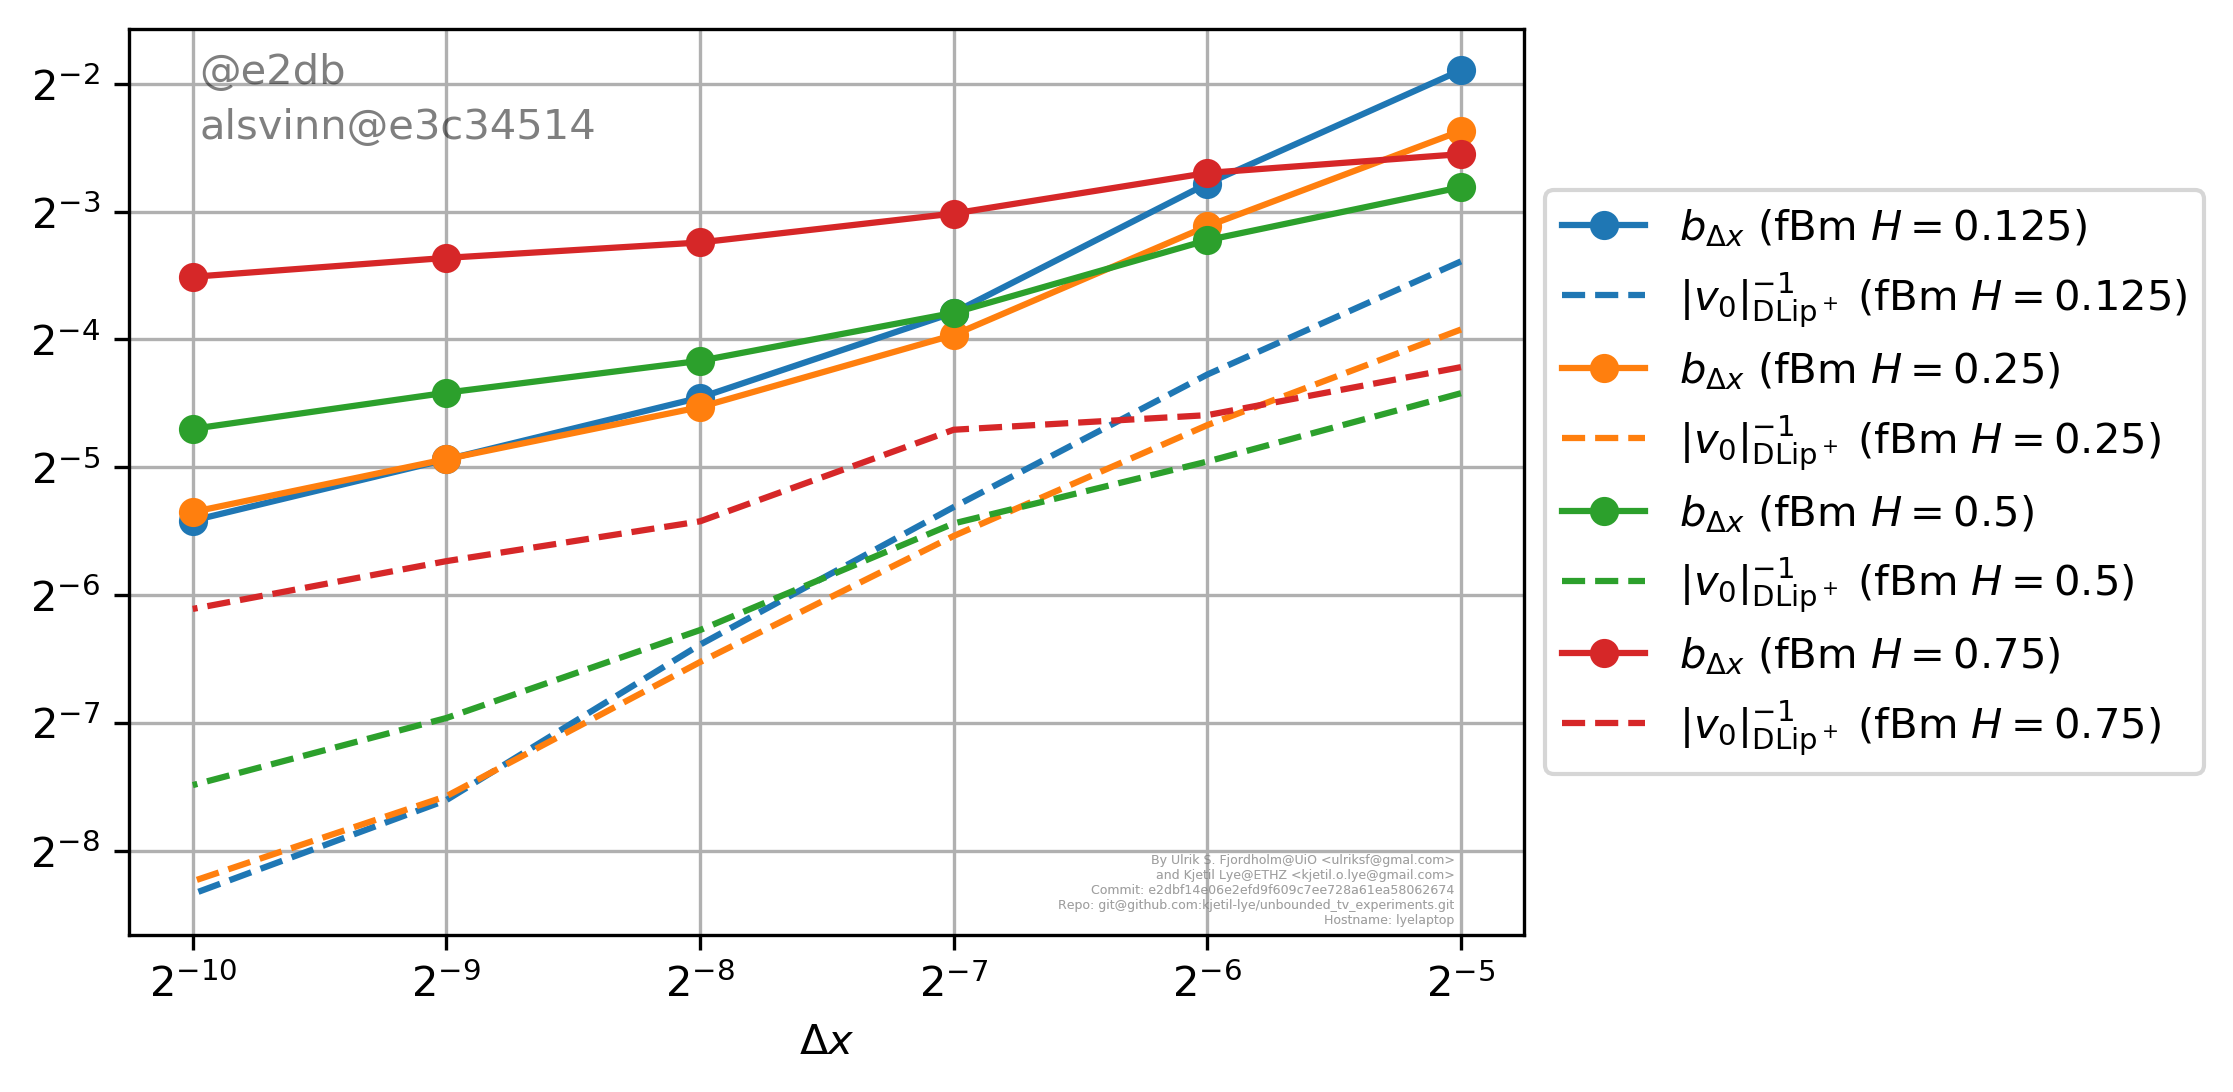 @e2db
alsvinn@e3c34514
2⁻²
2⁻³
2⁻⁴
2⁻⁵
2⁻⁶
2⁻⁷
2⁻⁸
2⁻¹⁰
2⁻⁹
2⁻⁸
2⁻⁷
2⁻⁶
2⁻⁵
Δx
By Ulrik S. Fjordholm@UiO <ulriksf@gmal.com>
and Kjetil Lye@ETHZ <kjetil.o.lye@gmail.com>
Commit: e2dbf14e06e2efd9f609c7ee728a61ea58062674
Repo: git@github.com:kjetil-lye/unbounded_tv_experiments.git
Hostname: lyelaptop
b_Δx (fBm H = 0.125)
|v₀|⁻¹_DLip⁺ (fBm H = 0.125)
b_Δx (fBm H = 0.25)
|v₀|⁻¹_DLip⁺ (fBm H = 0.25)
b_Δx (fBm H = 0.5)
|v₀|⁻¹_DLip⁺ (fBm H = 0.5)
b_Δx (fBm H = 0.75)
|v₀|⁻¹_DLip⁺ (fBm H = 0.75)